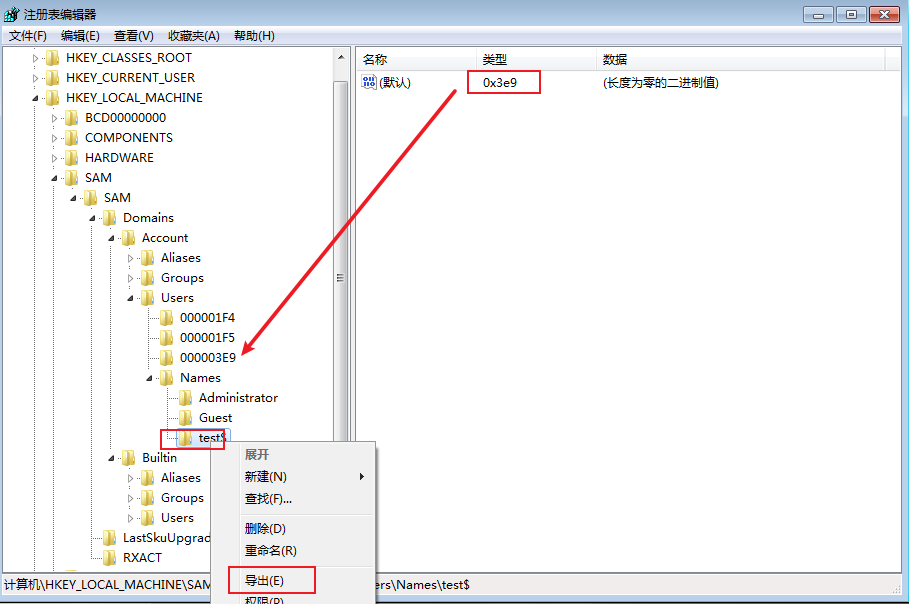 注册表编辑器
文件(F) 编辑(E) 查看(V) 收藏夹(A) 帮助(H)
HKEY_CLASSES_ROOT
HKEY_CURRENT_USER
HKEY_LOCAL_MACHINE
BCD00000000
COMPONENTS
HARDWARE
SAM
SAM
Domains
Account
Aliases
Groups
Users
000001F4
000001F5
000003E9
Names
Administrator
Guest
test$
Builtin
Aliases
Groups
Users
LastSkuUpgrad
RXACT
名称 类型 数据
(默认) 0x3e9 (长度为零的二进制值)
展开
新建(N)
查找(F)...
删除(D)
重命名(R)
导出(E)
权限(P)
计算机\HKEY_LOCAL_MACHINE\SAM ers\Names\test$